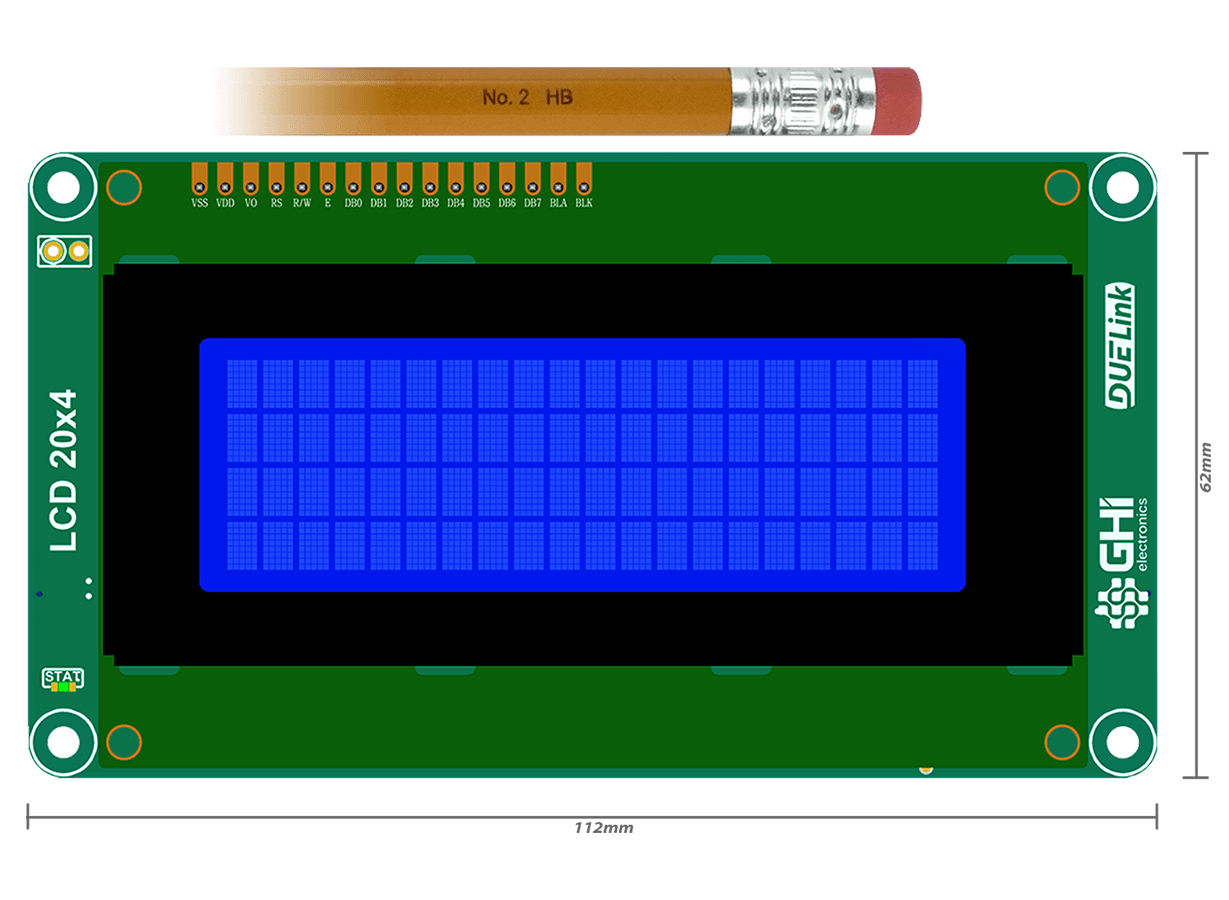 No. 2 HB
VSS VDD VO RS R/W E DB0 DB1 DB2 DB3 DB4 DB5 DB6 DB7 BLA BLK
LCD 20x4
STAT
DUELink
GHI
electronics
62mm
112mm